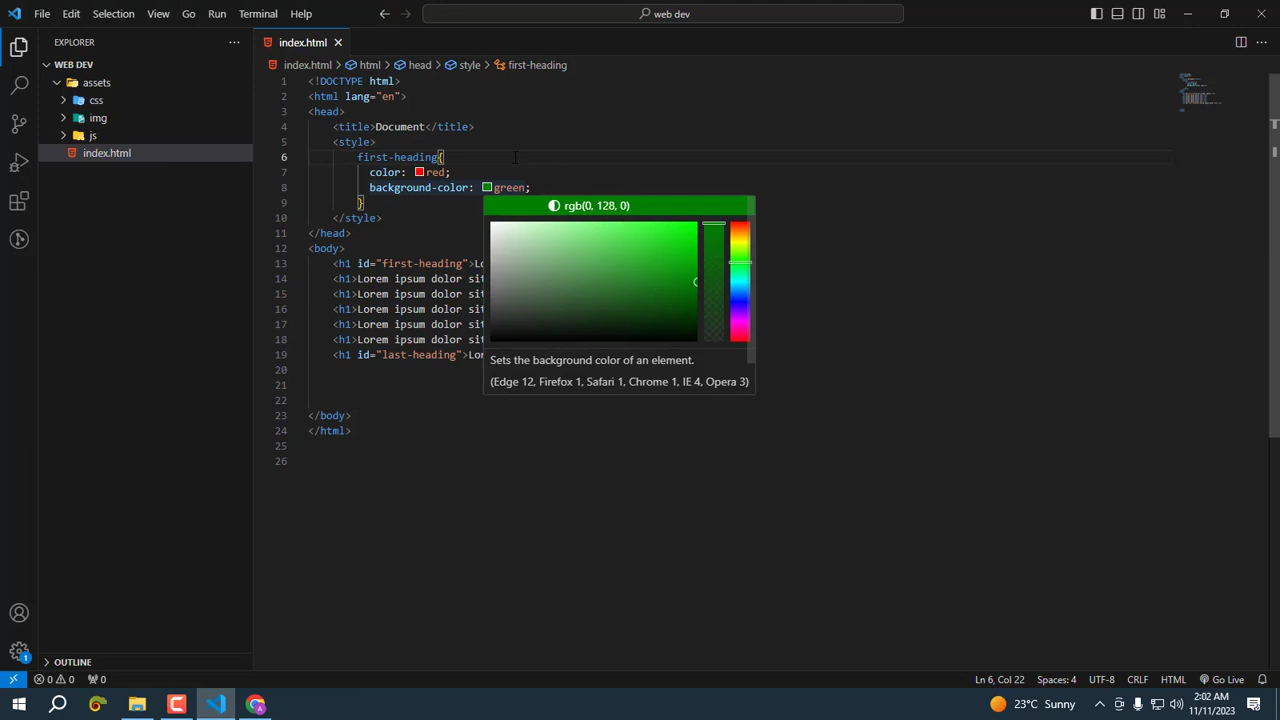 File Edit Selection View Go Run Terminal Help
web dev
EXPLORER
index.html
WEB DEV
index.html > html > head > style > first-heading
assets
css
img
js
index.html
1 <!DOCTYPE html>
2 <html lang="en">
3 <head>
4 <title>Document</title>
5 <style>
6 first-heading{
7 color: red;
8 background-color: green;
9 }
10 </style>
11 </head>
12 <body>
13 <h1 id="first-heading">Lo
14 <h1>Lorem ipsum dolor sit
15 <h1>Lorem ipsum dolor sit
16 <h1>Lorem ipsum dolor sit
17 <h1>Lorem ipsum dolor sit
18 <h1>Lorem ipsum dolor sit
19 <h1 id="last-heading">Lor
20
21
22
23 </body>
24 </html>
25
26
rgb(0, 128, 0)
Sets the background color of an element.
(Edge 12, Firefox 1, Safari 1, Chrome 1, IE 4, Opera 3)
1
OUTLINE
0 0 0
Ln 6, Col 22 Spaces: 4 UTF-8 CRLF HTML Go Live
A
23°C Sunny
2:02 AM
11/11/2023